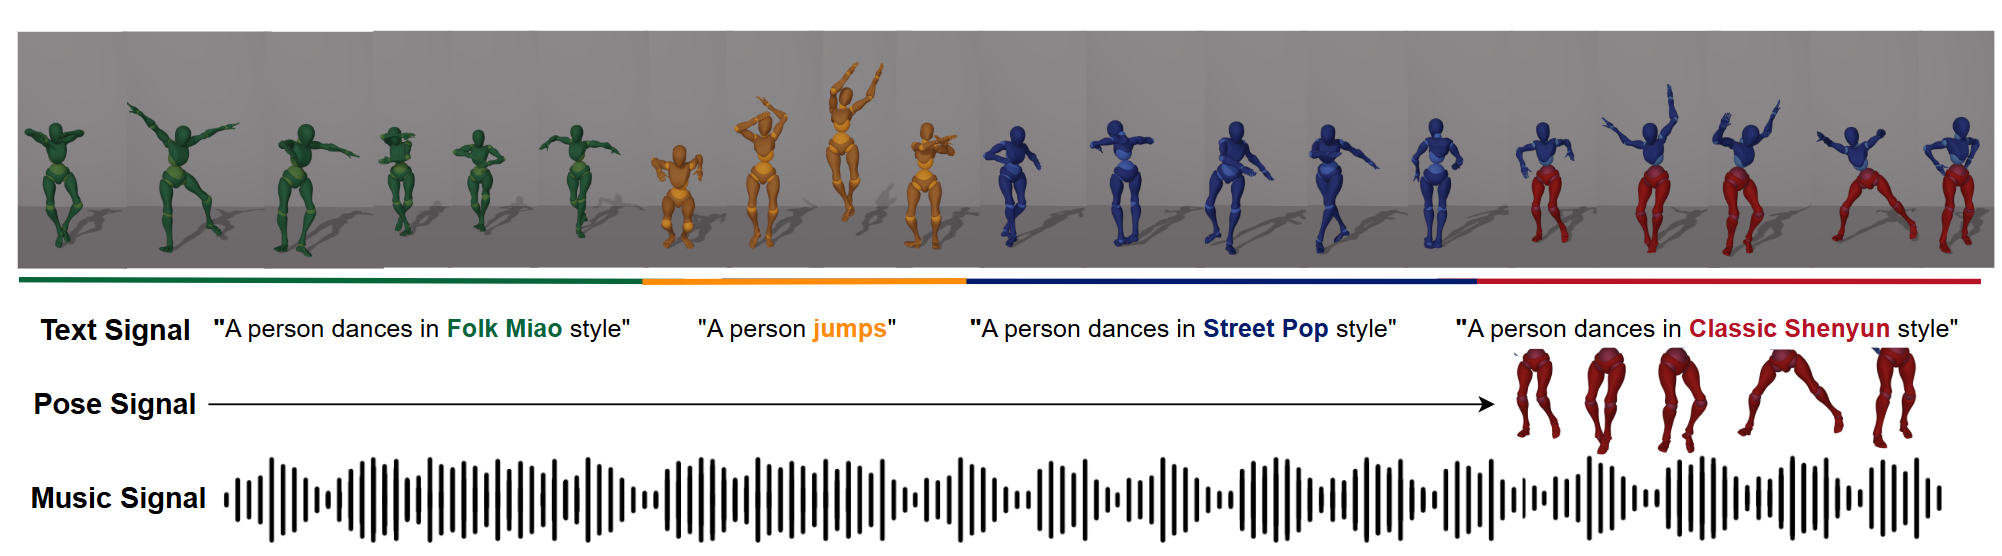 Text Signal "A person dances in Folk Miao style" "A person jumps" "A person dances in Street Pop style" "A person dances in Classic Shenyun style"
Pose Signal
Music Signal